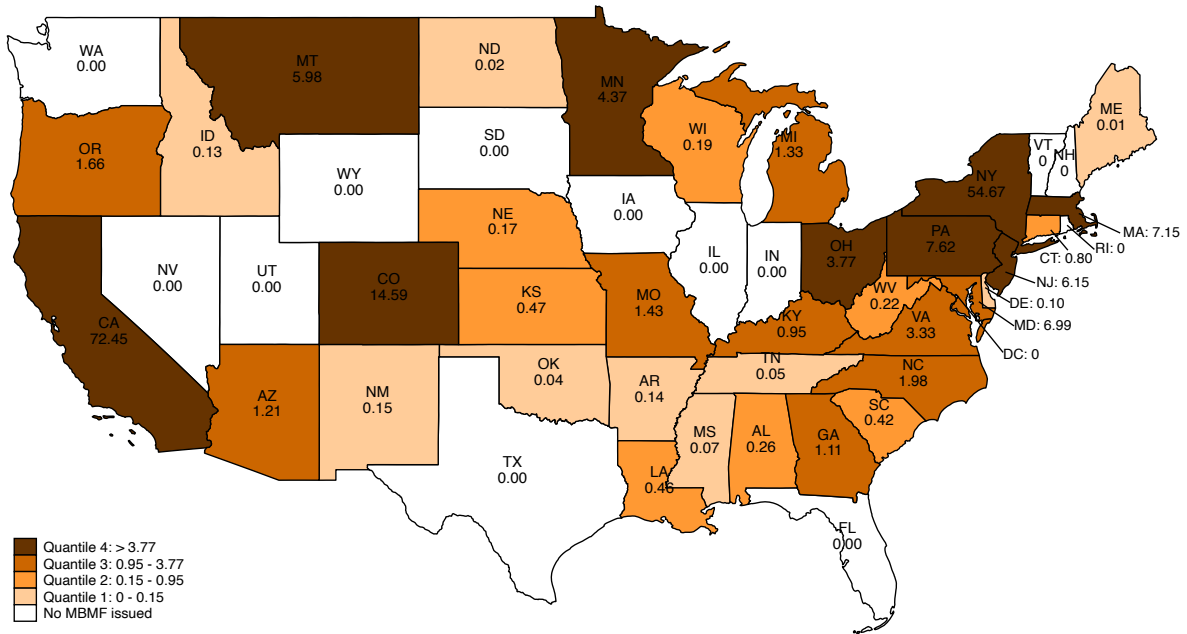 WA
0.00
MT
5.98
ND
0.02
MN
4.37
ME
0.01
OR
1.66
ID
0.13
SD
0.00
WI
0.19
MI
1.33
VT
0
NH
0
WY
0.00
NY
54.67
IA
0.00
NE
0.17
MA: 7.15
RI: 0
CT: 0.80
PA
7.62
OH
3.77
IL
0.00
IN
0.00
NV
0.00
UT
0.00
CO
14.59
NJ: 6.15
DE: 0.10
MD: 6.99
DC: 0
KS
0.47
MO
1.43
WV
0.22
VA
3.33
KY
0.95
CA
72.45
TN
0.05
NC
1.98
OK
0.04
AR
0.14
AZ
1.21
NM
0.15
SC
0.42
MS
0.07
AL
0.26
GA
1.11
TX
0.00
LA
0.46
FL
0.00
Quantile 4: > 3.77
Quantile 3: 0.95 - 3.77
Quantile 2: 0.15 - 0.95
Quantile 1: 0 - 0.15
No MBMF issued